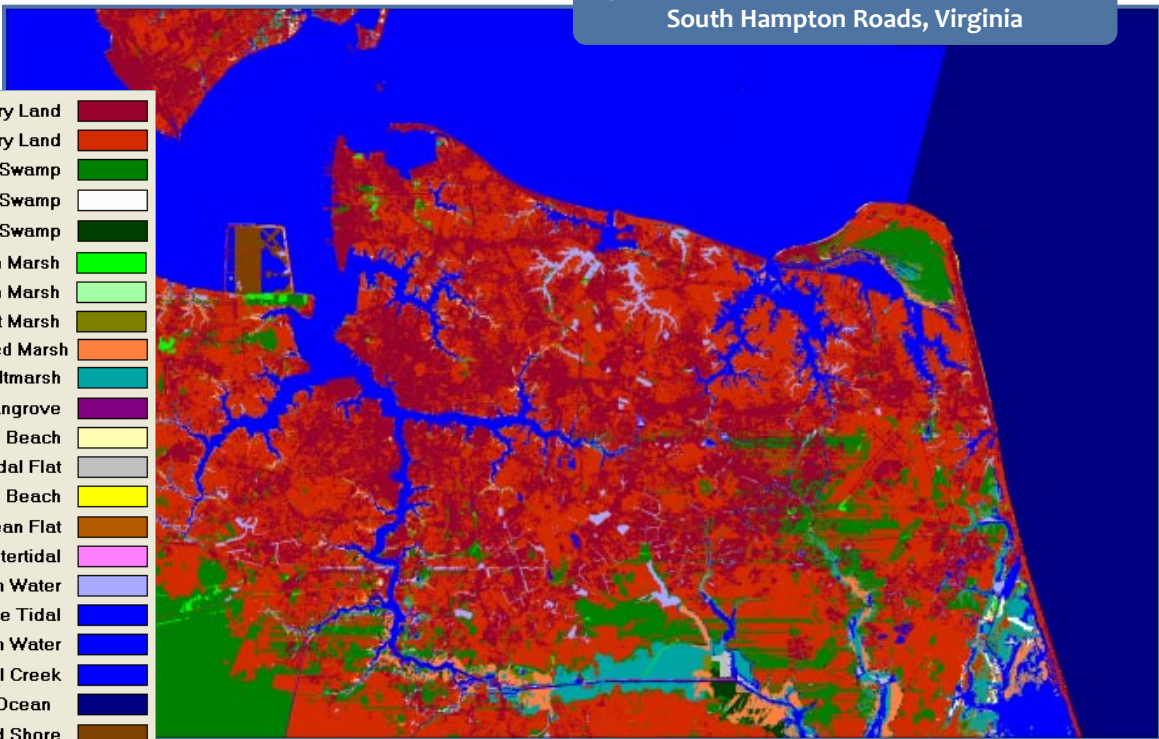 South Hampton Roads, Virginia
ry Land
ry Land
Swamp
Swamp
Swamp
Marsh
Marsh
t Marsh
ed Marsh
ltmarsh
ngrove
Beach
dal Flat
Beach
ean Flat
tertidal
Water
e Tidal
Water
l Creek
Ocean
d Shore